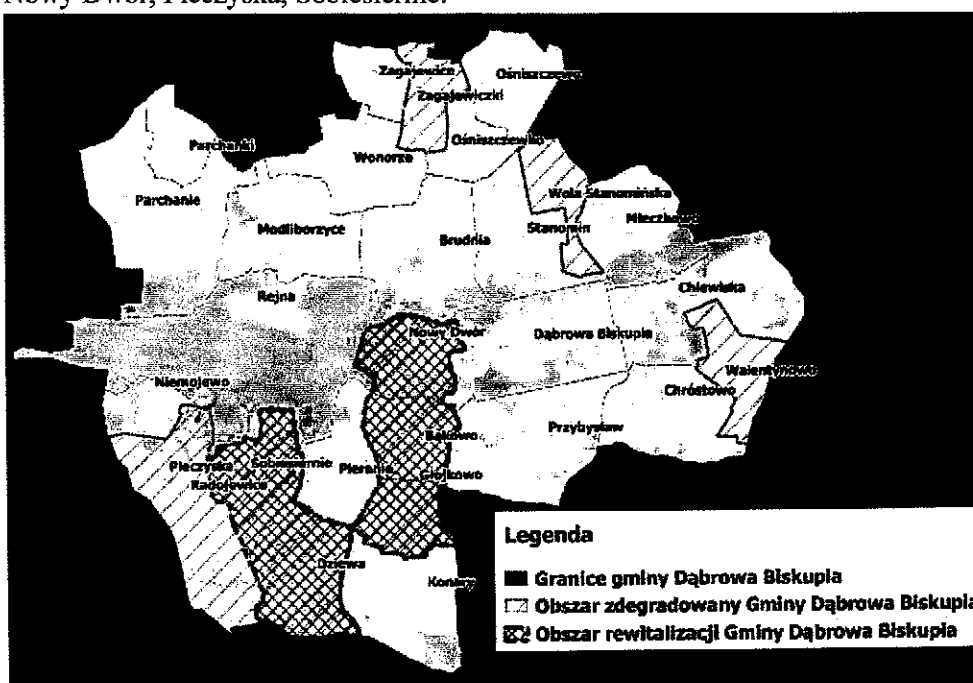 Nowy Dwór, Pieczyska, Sobiesiernie.
Zagajewice
Ośniszczewo
Zagajewiczki
Parchanki
Ośniszczewko
Wonorze
Parchanie
Wola Stanomińska
Modliborzyce
Stanomin
Mleczkowo
Brudnia
Chlewiska
Rejna
Nowy Dwór
Dąbrowa Biskupia
Walentynowo
Niemojewo
Chróstowo
Przybysław
Bąkowo
Pieczyska
Sobiesiernie
Pieranie
Radojewice
Głojkowo
Dziewa
Konary
Legenda
Granice gminy Dąbrowa Biskupia
Obszar zdegradowany Gminy Dąbrowa Biskupia
Obszar rewitalizacji Gminy Dąbrowa Biskupia